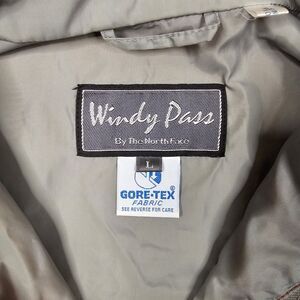 Windy Pass
By The North Face
L
GORE-TEX®
FABRIC
SEE REVERSE FOR CARE